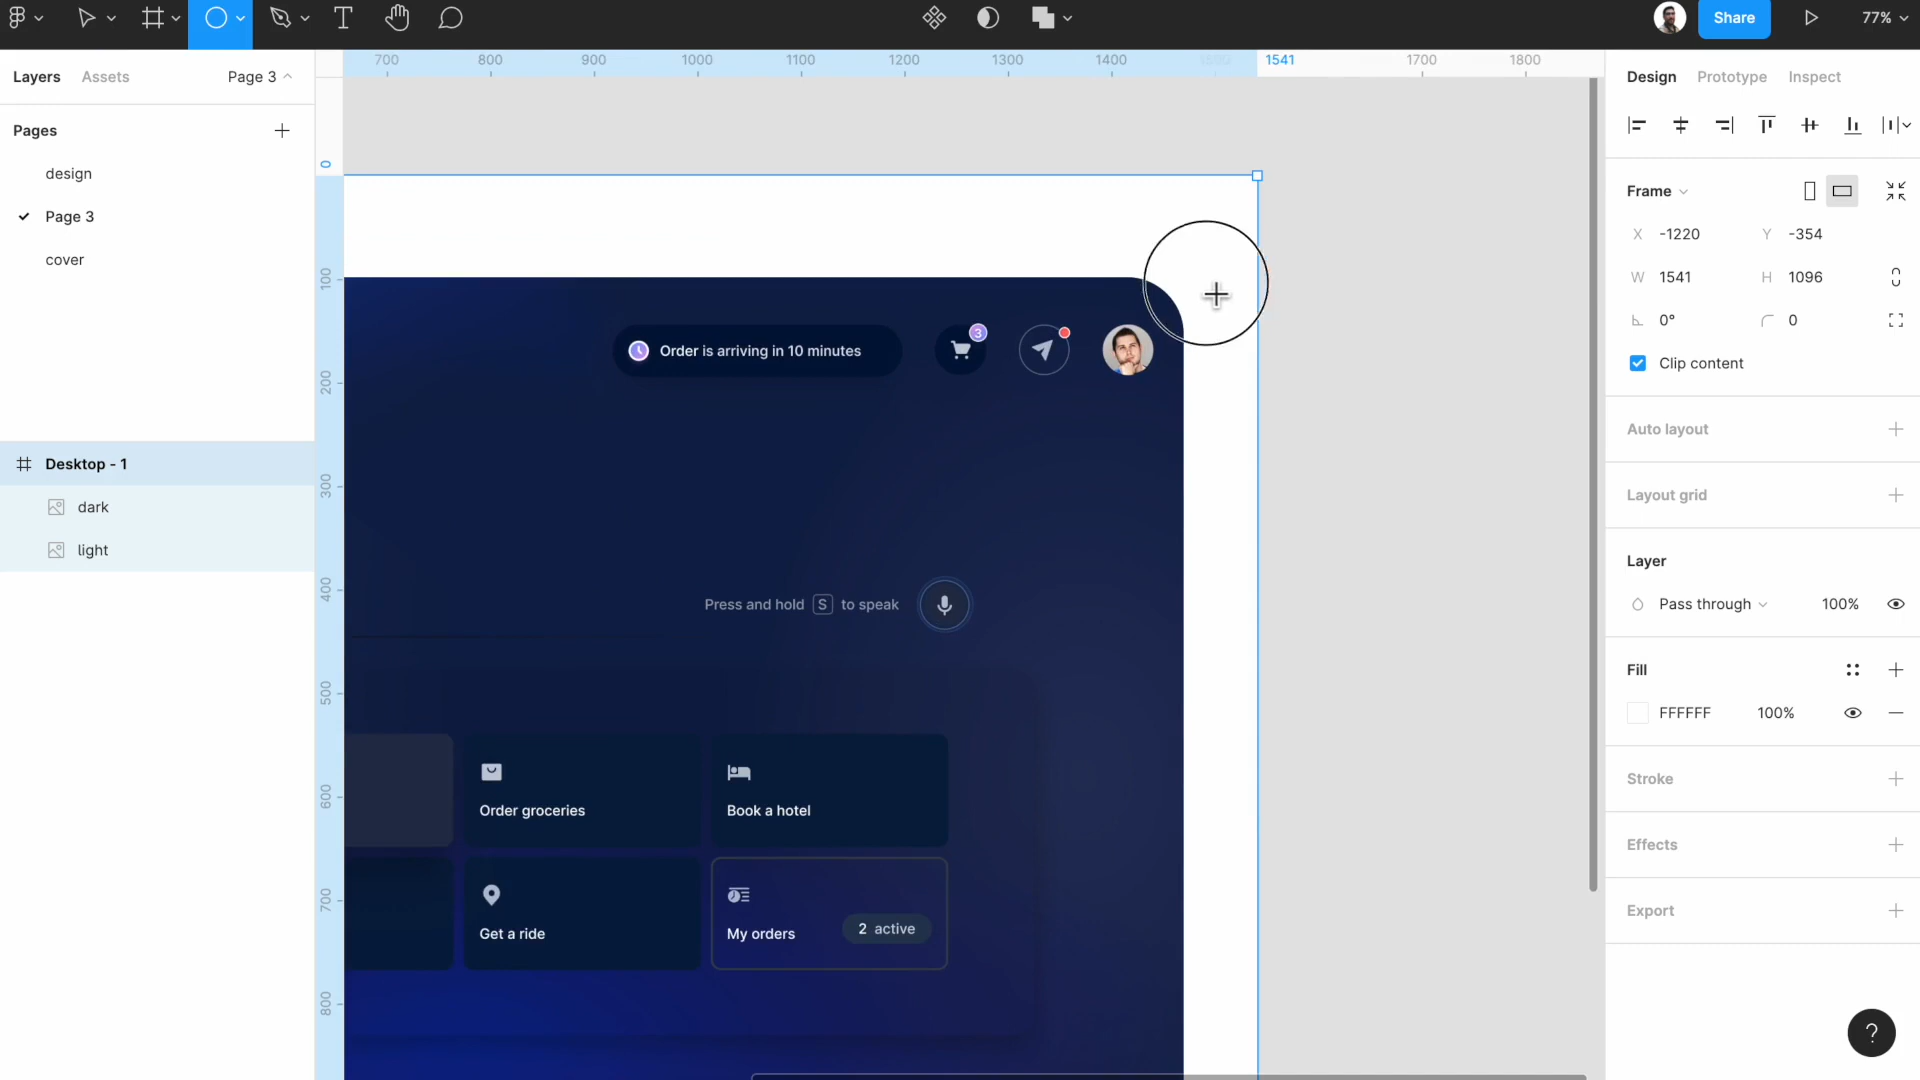 Share
77%
Layers
Assets
Page 3
700
800
900
1000
1100
1200
1300
1400
1541
1700
1800
Design
Prototype
Inspect
Pages
design
Page 3
cover
Desktop - 1
dark
light
0
100
200
300
400
500
600
700
800
Order is arriving in 10 minutes
3
Press and hold S to speak
Order groceries
Book a hotel
Get a ride
My orders
2 active
Frame
X -1220
Y -354
W 1541
H 1096
0°
0
Clip content
Auto layout
Layout grid
Layer
Pass through
100%
Fill
FFFFFF
100%
Stroke
Effects
Export
?